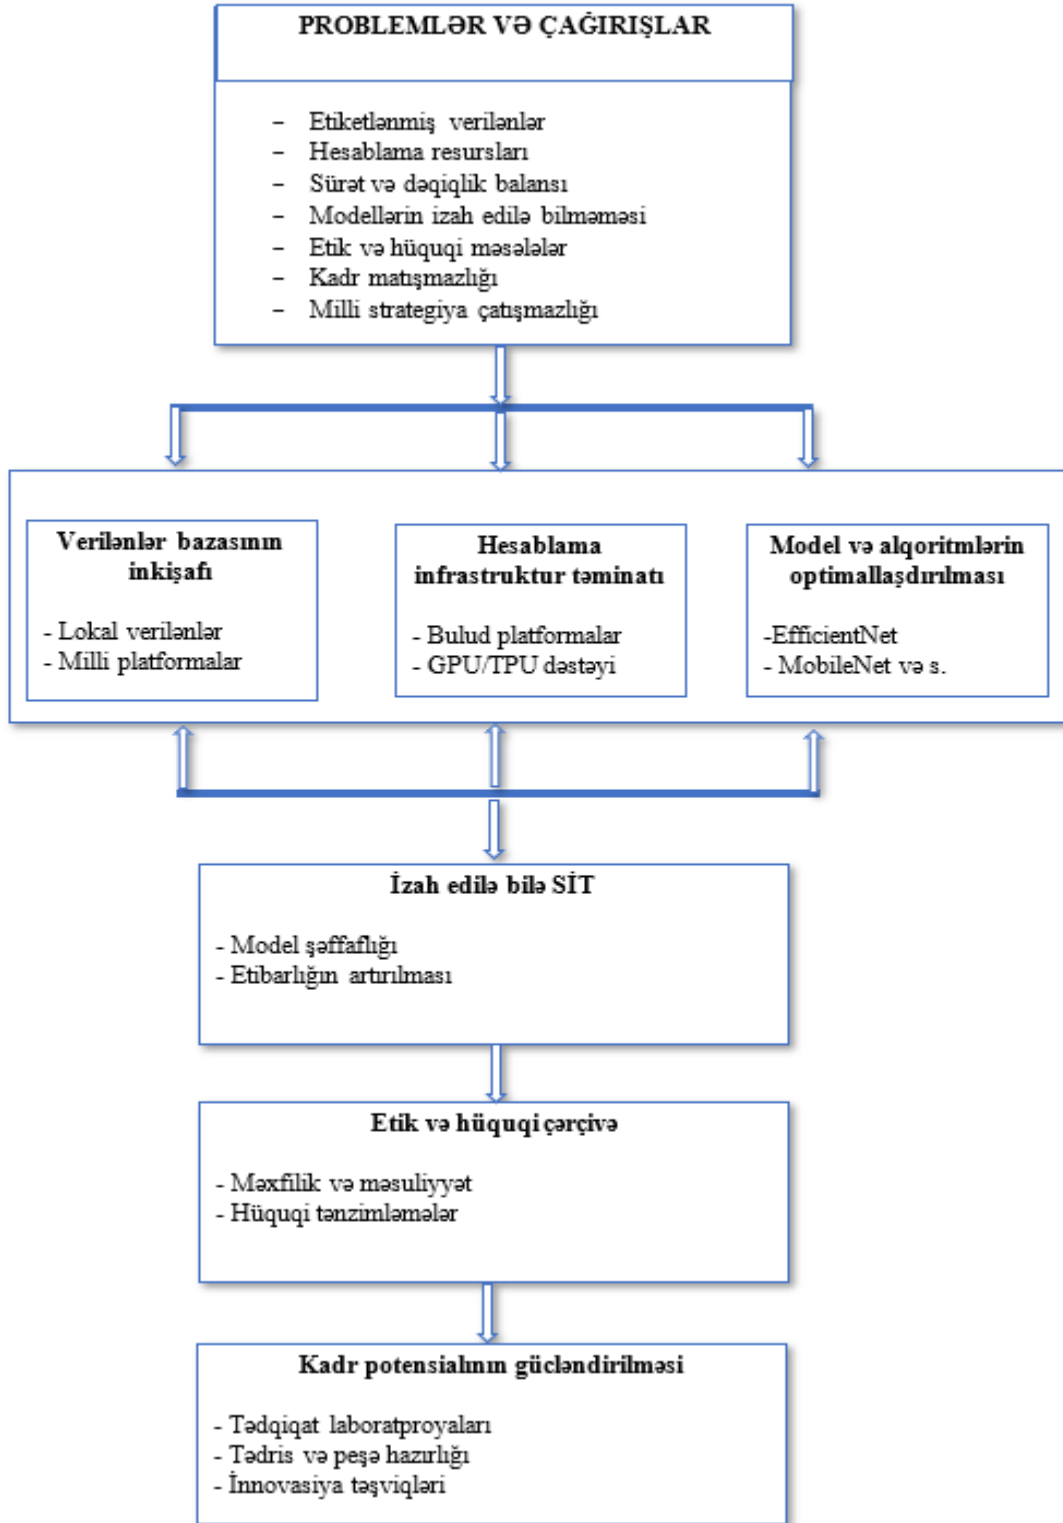 PROBLEMLƏR VƏ ÇAĞIRIŞLAR
– Etiketlənmiş verilənlər
– Hesablama resursları
– Sürət və dəqiqlik balansı
– Modellərin izah edilə bilməməsi
– Etik və hüquqi məsələlər
– Kadr matışmazlığı
– Milli strategiya çatışmazlığı
Verilənlər bazasının
inkişafı
- Lokal verilənlər
- Milli platformalar
Hesablama
infrastruktur təminatı
- Bulud platformalar
- GPU/TPU dəstəyi
Model və alqoritmlərin
optimallaşdırılması
-EfficientNet
- MobileNet və s.
İzah edilə bilə SİT
- Model şəffaflığı
- Etibarlığın artırılması
Etik və hüquqi çərçivə
- Məxfilik və məsuliyyət
- Hüquqi tənzimləmələr
Kadr potensialının gücləndirilməsi
- Tədqiqat laboratproyaları
- Tədris və peşə hazırlığı
- İnnovasiya təşviqləri